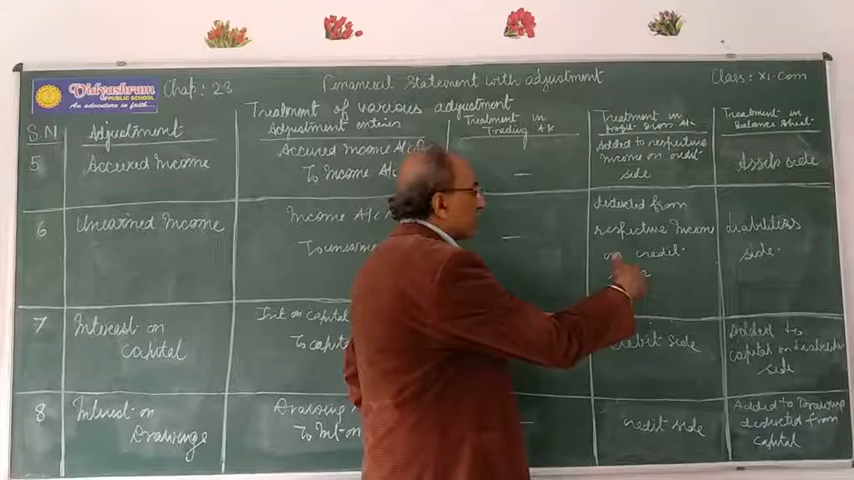 Vidyashram
PUBLIC SCHOOL
An adventure in faith...
Chap: 23
Financial Statement with adjustment
Class: XI-Com
Treatment of various adjustment
S.N
Adjustment
Adjustment entries
Treatment in
Trading A/c
Treatment in
Profit & Loss A/c
Treatment in
Balance Sheet
5
Accrued Income
Accrued Income A/c
To Income A/c
—
Added to respective
Income on credit
side
Assets side
6
Unearned Income
Income A/c
To Unearne
—
deducted from
respective Income
on credit
Liabilities
side
7
Interest on
Capital
Int on Capital
To Capital
Debit side
Added to
Capital on Liabilities
side
8
Interest on
Drawings
Drawing
To Int-on
—
credit side
Added to Drawing
deducted from
capital